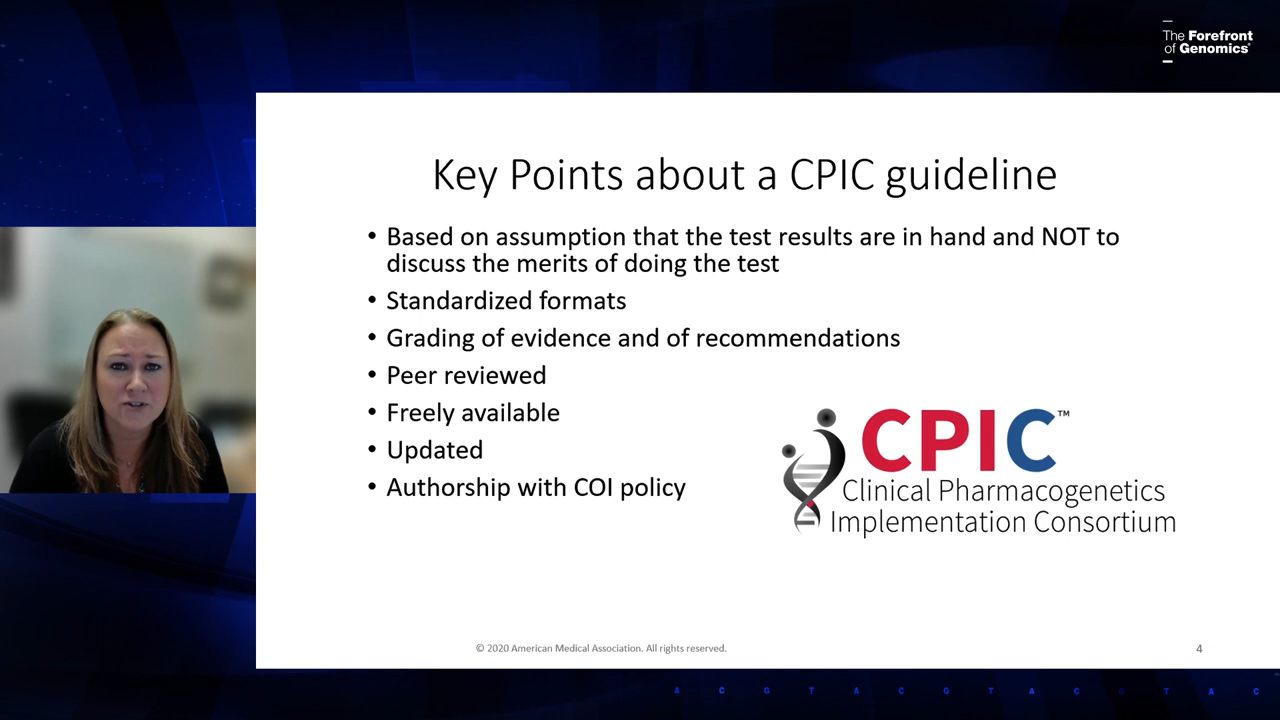 The Forefront
of Genomics®
Key Points about a CPIC guideline
• Based on assumption that the test results are in hand and NOT to
discuss the merits of doing the test
• Standardized formats
• Grading of evidence and of recommendations
• Peer reviewed
• Freely available
• Updated
• Authorship with COI policy
CPIC™
Clinical Pharmacogenetics
Implementation Consortium
© 2020 American Medical Association. All rights reserved.
4
A C G T A C G T A C G T A C